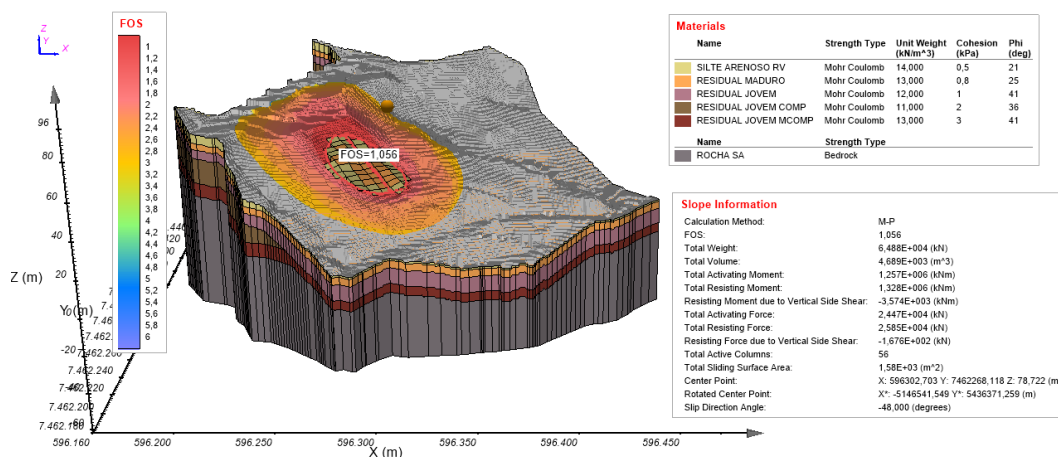 Z
Y
X
FOS
1
1,2
1,4
1,6
1,8
2
2,2
2,4
2,6
2,8
3
3,2
3,4
3,6
3,8
4
4,2
4,4
4,6
4,8
5
5,2
5,4
5,6
5,8
6
FOS=1,056
96
80
60
40
20
0
-20
Z (m)
7.462.240
7.462.220
7.462.200
7.462.160
596.160
596.200
596.250
596.300
596.350
596.400
596.450
X (m)
Materials
Name Strength Type Unit Weight (kN/m^3) Cohesion (kPa) Phi (deg)
SILTE ARENOSO RV Mohr Coulomb 14,000 0,5 21
RESIDUAL MADURO Mohr Coulomb 13,000 0,8 25
RESIDUAL JOVEM Mohr Coulomb 12,000 1 41
RESIDUAL JOVEM COMP Mohr Coulomb 11,000 2 36
RESIDUAL JOVEM MCOMP Mohr Coulomb 13,000 3 41
Name Strength Type
ROCHA SA Bedrock
Slope Information
Calculation Method: M-P
FOS: 1,056
Total Weight: 6,488E+004 (kN)
Total Volume: 4,689E+003 (m^3)
Total Activating Moment: 1,257E+006 (kNm)
Total Resisting Moment: 1,328E+006 (kNm)
Resisting Moment due to Vertical Side Shear: -3,574E+003 (kNm)
Total Activating Force: 2,447E+004 (kN)
Total Resisting Force: 2,585E+004 (kN)
Resisting Force due to Vertical Side Shear: -1,676E+002 (kN)
Total Active Columns: 56
Total Sliding Surface Area: 1,58E+03 (m^2)
Center Point: X: 596302,703 Y: 7462268,118 Z: 78,722 (m
Rotated Center Point: X*: -5146541,549 Y*: 5436371,259 (m)
Slip Direction Angle: -48,000 (degrees)